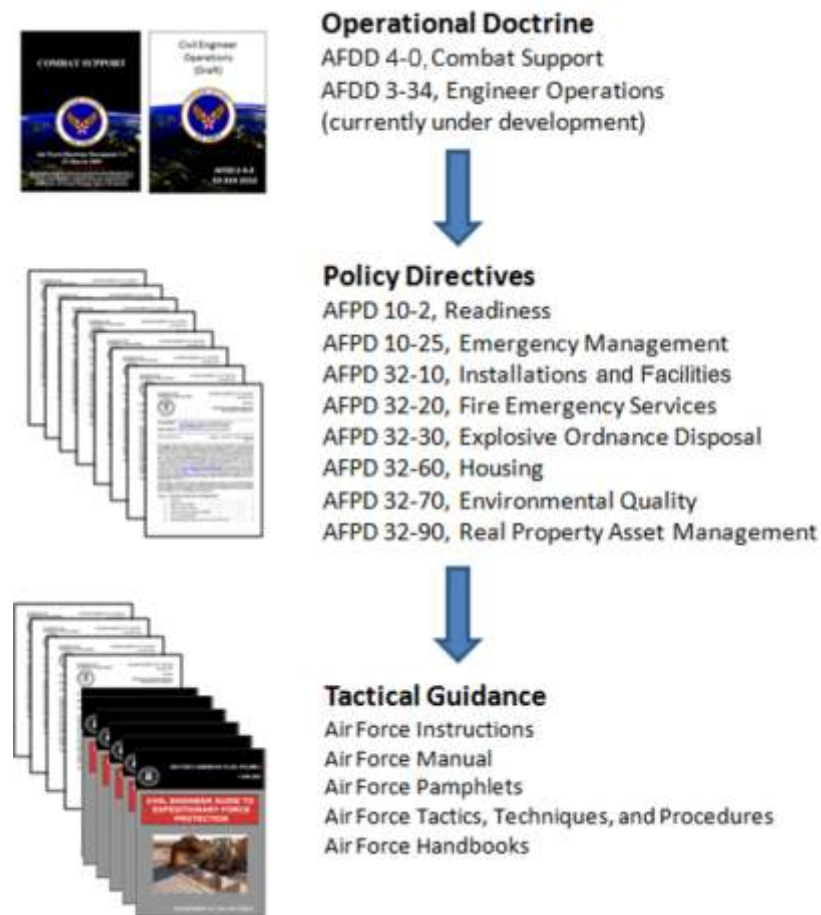 Operational Doctrine
AFDD 4-0, Combat Support
AFDD 3-34, Engineer Operations
(currently under development)
COMBAT SUPPORT
Civil Engineer
Operations
(Draft)
Policy Directives
AFPD 10-2, Readiness
AFPD 10-25, Emergency Management
AFPD 32-10, Installations and Facilities
AFPD 32-20, Fire Emergency Services
AFPD 32-30, Explosive Ordnance Disposal
AFPD 32-60, Housing
AFPD 32-70, Environmental Quality
AFPD 32-90, Real Property Asset Management
Tactical Guidance
Air Force Instructions
Air Force Manual
Air Force Pamphlets
Air Force Tactics, Techniques, and Procedures
Air Force Handbooks
CIVIL ENGINEER GUIDE TO
EXPEDITIONARY FORCE
PROTECTION